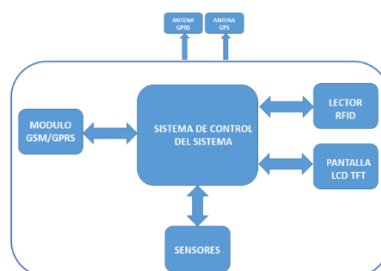 ANTENA
GPRS
ANTENA
GPS
MODULO
GSM/GPRS
SISTEMA DE CONTROL
DEL SISTEMA
LECTOR
RFID
PANTALLA
LCD TFT
SENSORES